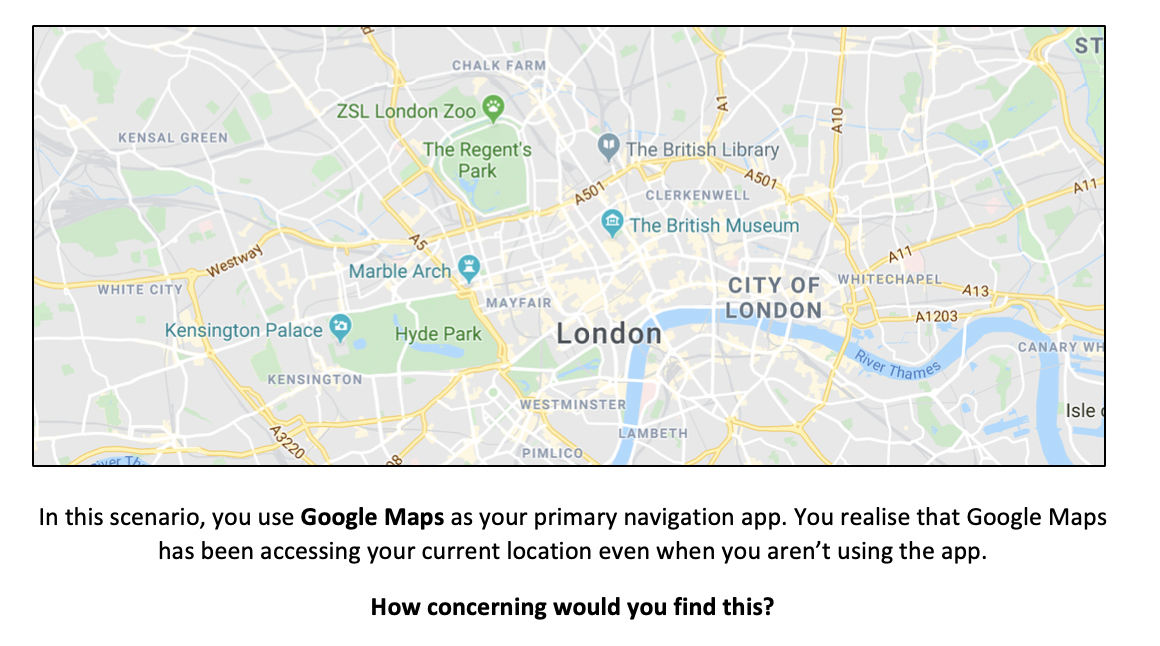 CHALK FARM
ST
ZSL London Zoo
A1
A10
KENSAL GREEN
The Regent's
Park
The British Library
A501
A501
CLERKENWELL
A11
The British Museum
A5
Westway
A11
Marble Arch
WHITE CITY
CITY OF
LONDON
WHITECHAPEL
A13
MAYFAIR
A1203
Kensington Palace
Hyde Park
London
CANARY WH
River Thames
KENSINGTON
WESTMINSTER
Isle
LAMBETH
A3220
PIMLICO
In this scenario, you use Google Maps as your primary navigation app. You realise that Google Maps
has been accessing your current location even when you aren't using the app.
How concerning would you find this?